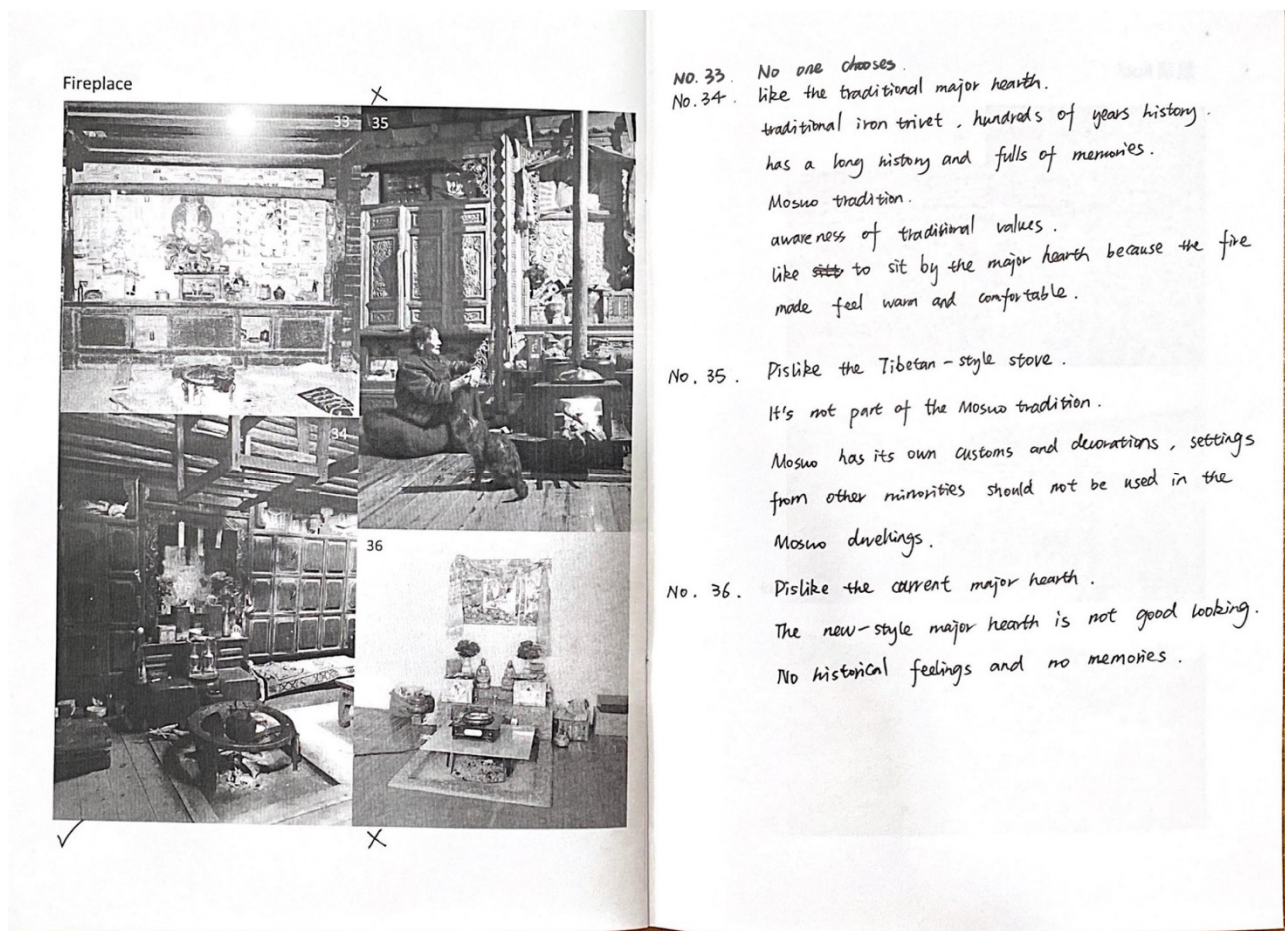 Fireplace
33
35
34
36
No. 33. No one chooses.
No. 34. like the traditional major hearth.
traditional iron trivet, hundreds of years history.
has a long history and fulls of memories.
Mosuo tradition.
awareness of traditional values.
like to sit by the major hearth because the fire
made feel warm and comfortable.
No. 35. Dislike the Tibetan-style stove.
It's not part of the Mosuo tradition.
Mosuo has its own customs and decorations, settings
from other minorities should not be used in the
Mosuo dwellings.
No. 36. Dislike the current major hearth.
The new-style major hearth is not good looking.
No historical feelings and no memories.